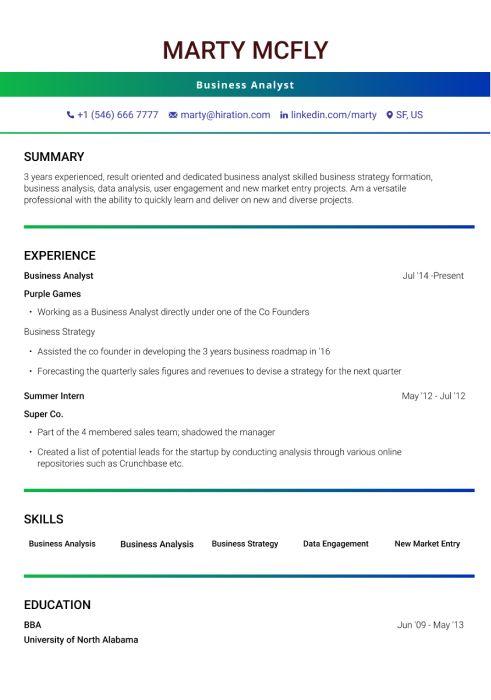 MARTY MCFLY
Business Analyst
+1 (546) 666 7777 marty@hiration.com linkedin.com/marty SF, US
SUMMARY
3 years experienced, result oriented and dedicated business analyst skilled business strategy formation,
business analysis, data analysis, user engagement and new market entry projects. Am a versatile
professional with the ability to quickly learn and deliver on new and diverse projects.
EXPERIENCE
Business Analyst Jul '14 -Present
Purple Games
• Working as a Business Analyst directly under one of the Co Founders
Business Strategy
• Assisted the co founder in developing the 3 years business roadmap in '16
• Forecasting the quarterly sales figures and revenues to devise a strategy for the next quarter
Summer Intern May '12 - Jul '12
Super Co.
• Part of the 4 membered sales team; shadowed the manager
• Created a list of potential leads for the startup by conducting analysis through various online
repositories such as Crunchbase etc.
SKILLS
Business Analysis Business Analysis Business Strategy Data Engagement New Market Entry
EDUCATION
BBA Jun '09 - May '13
University of North Alabama